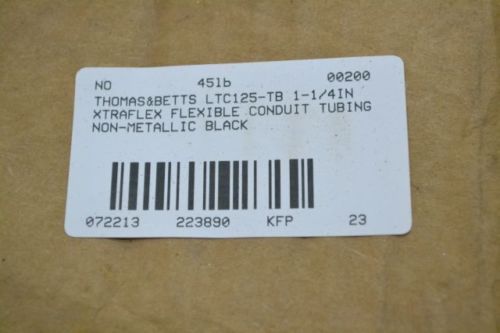 NO 45lb 00200
THOMAS&BETTS LTC125-TB 1-1/4IN
XTRAFLEX FLEXIBLE CONDUIT TUBING
NON-METALLIC BLACK
072213 223890 KFP 23